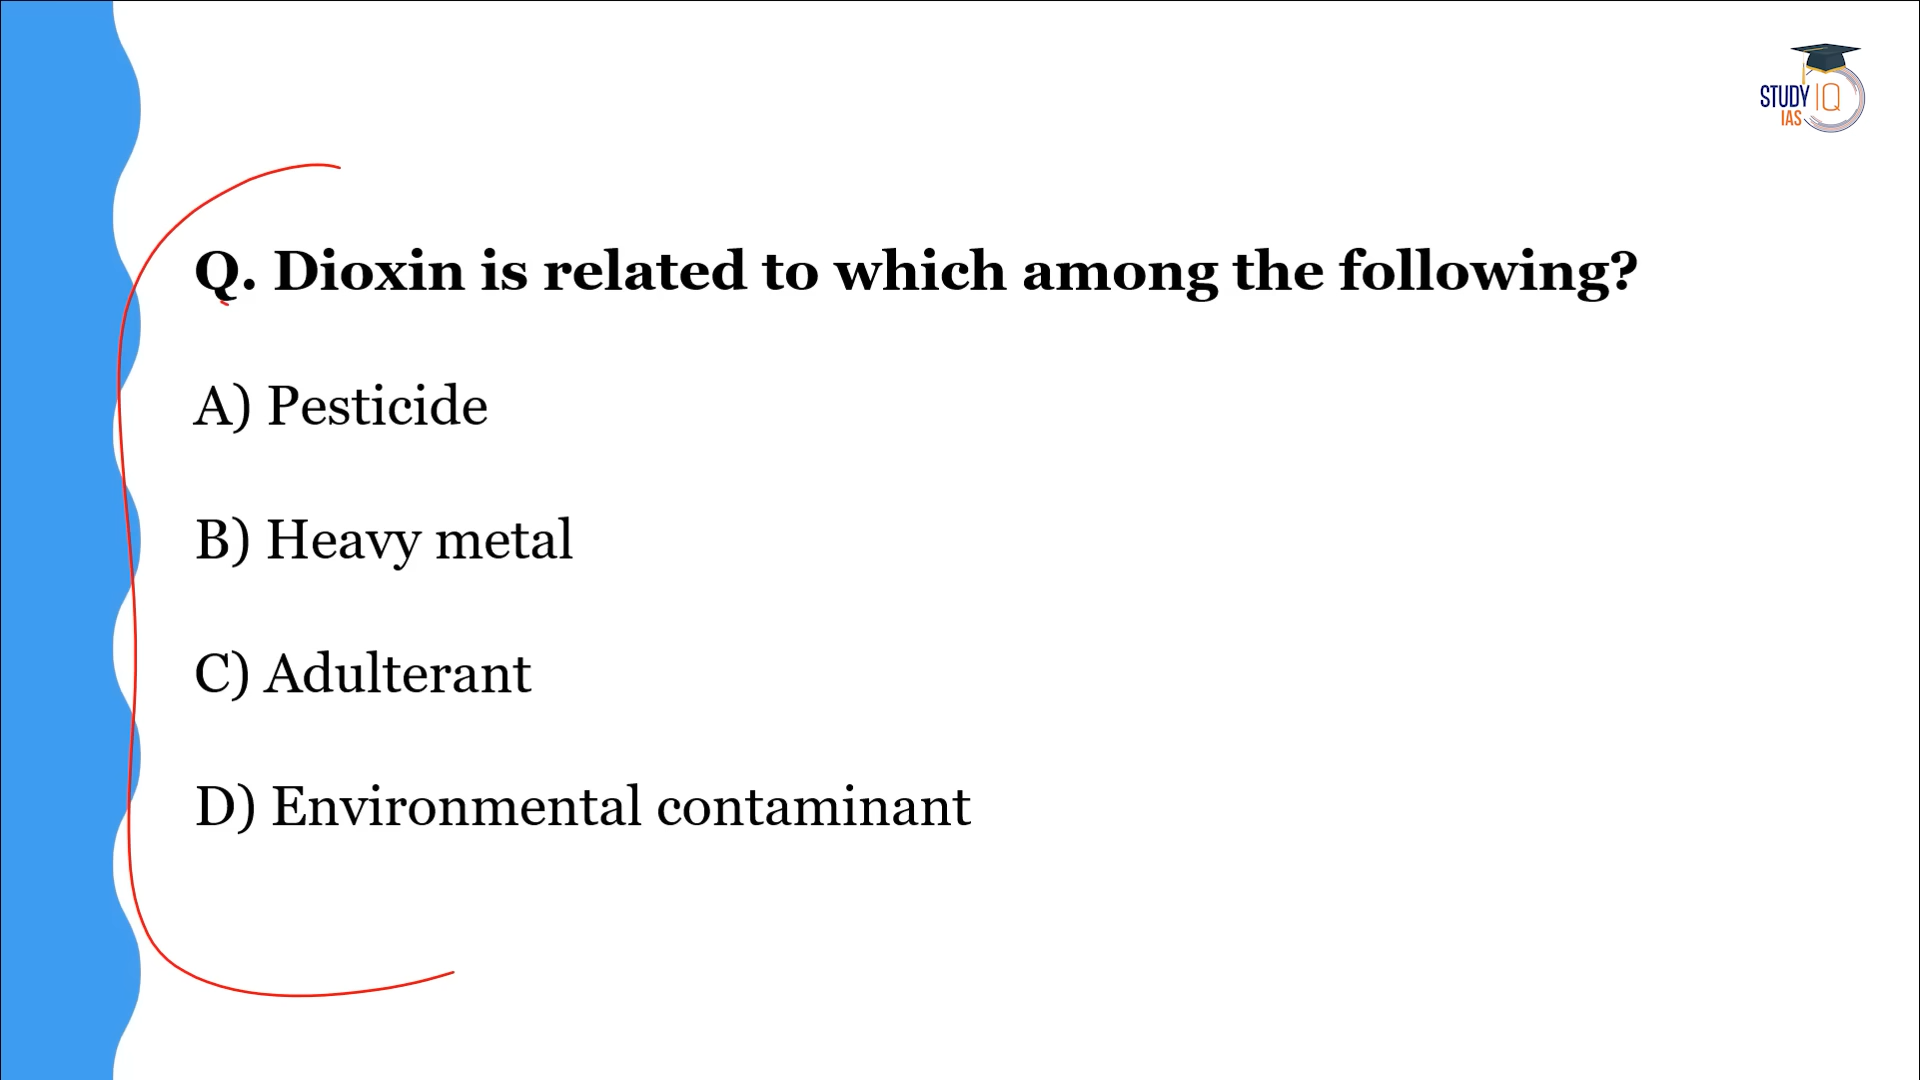 STUDY IQ
IAS
Q. Dioxin is related to which among the following?
A) Pesticide
B) Heavy metal
C) Adulterant
D) Environmental contaminant